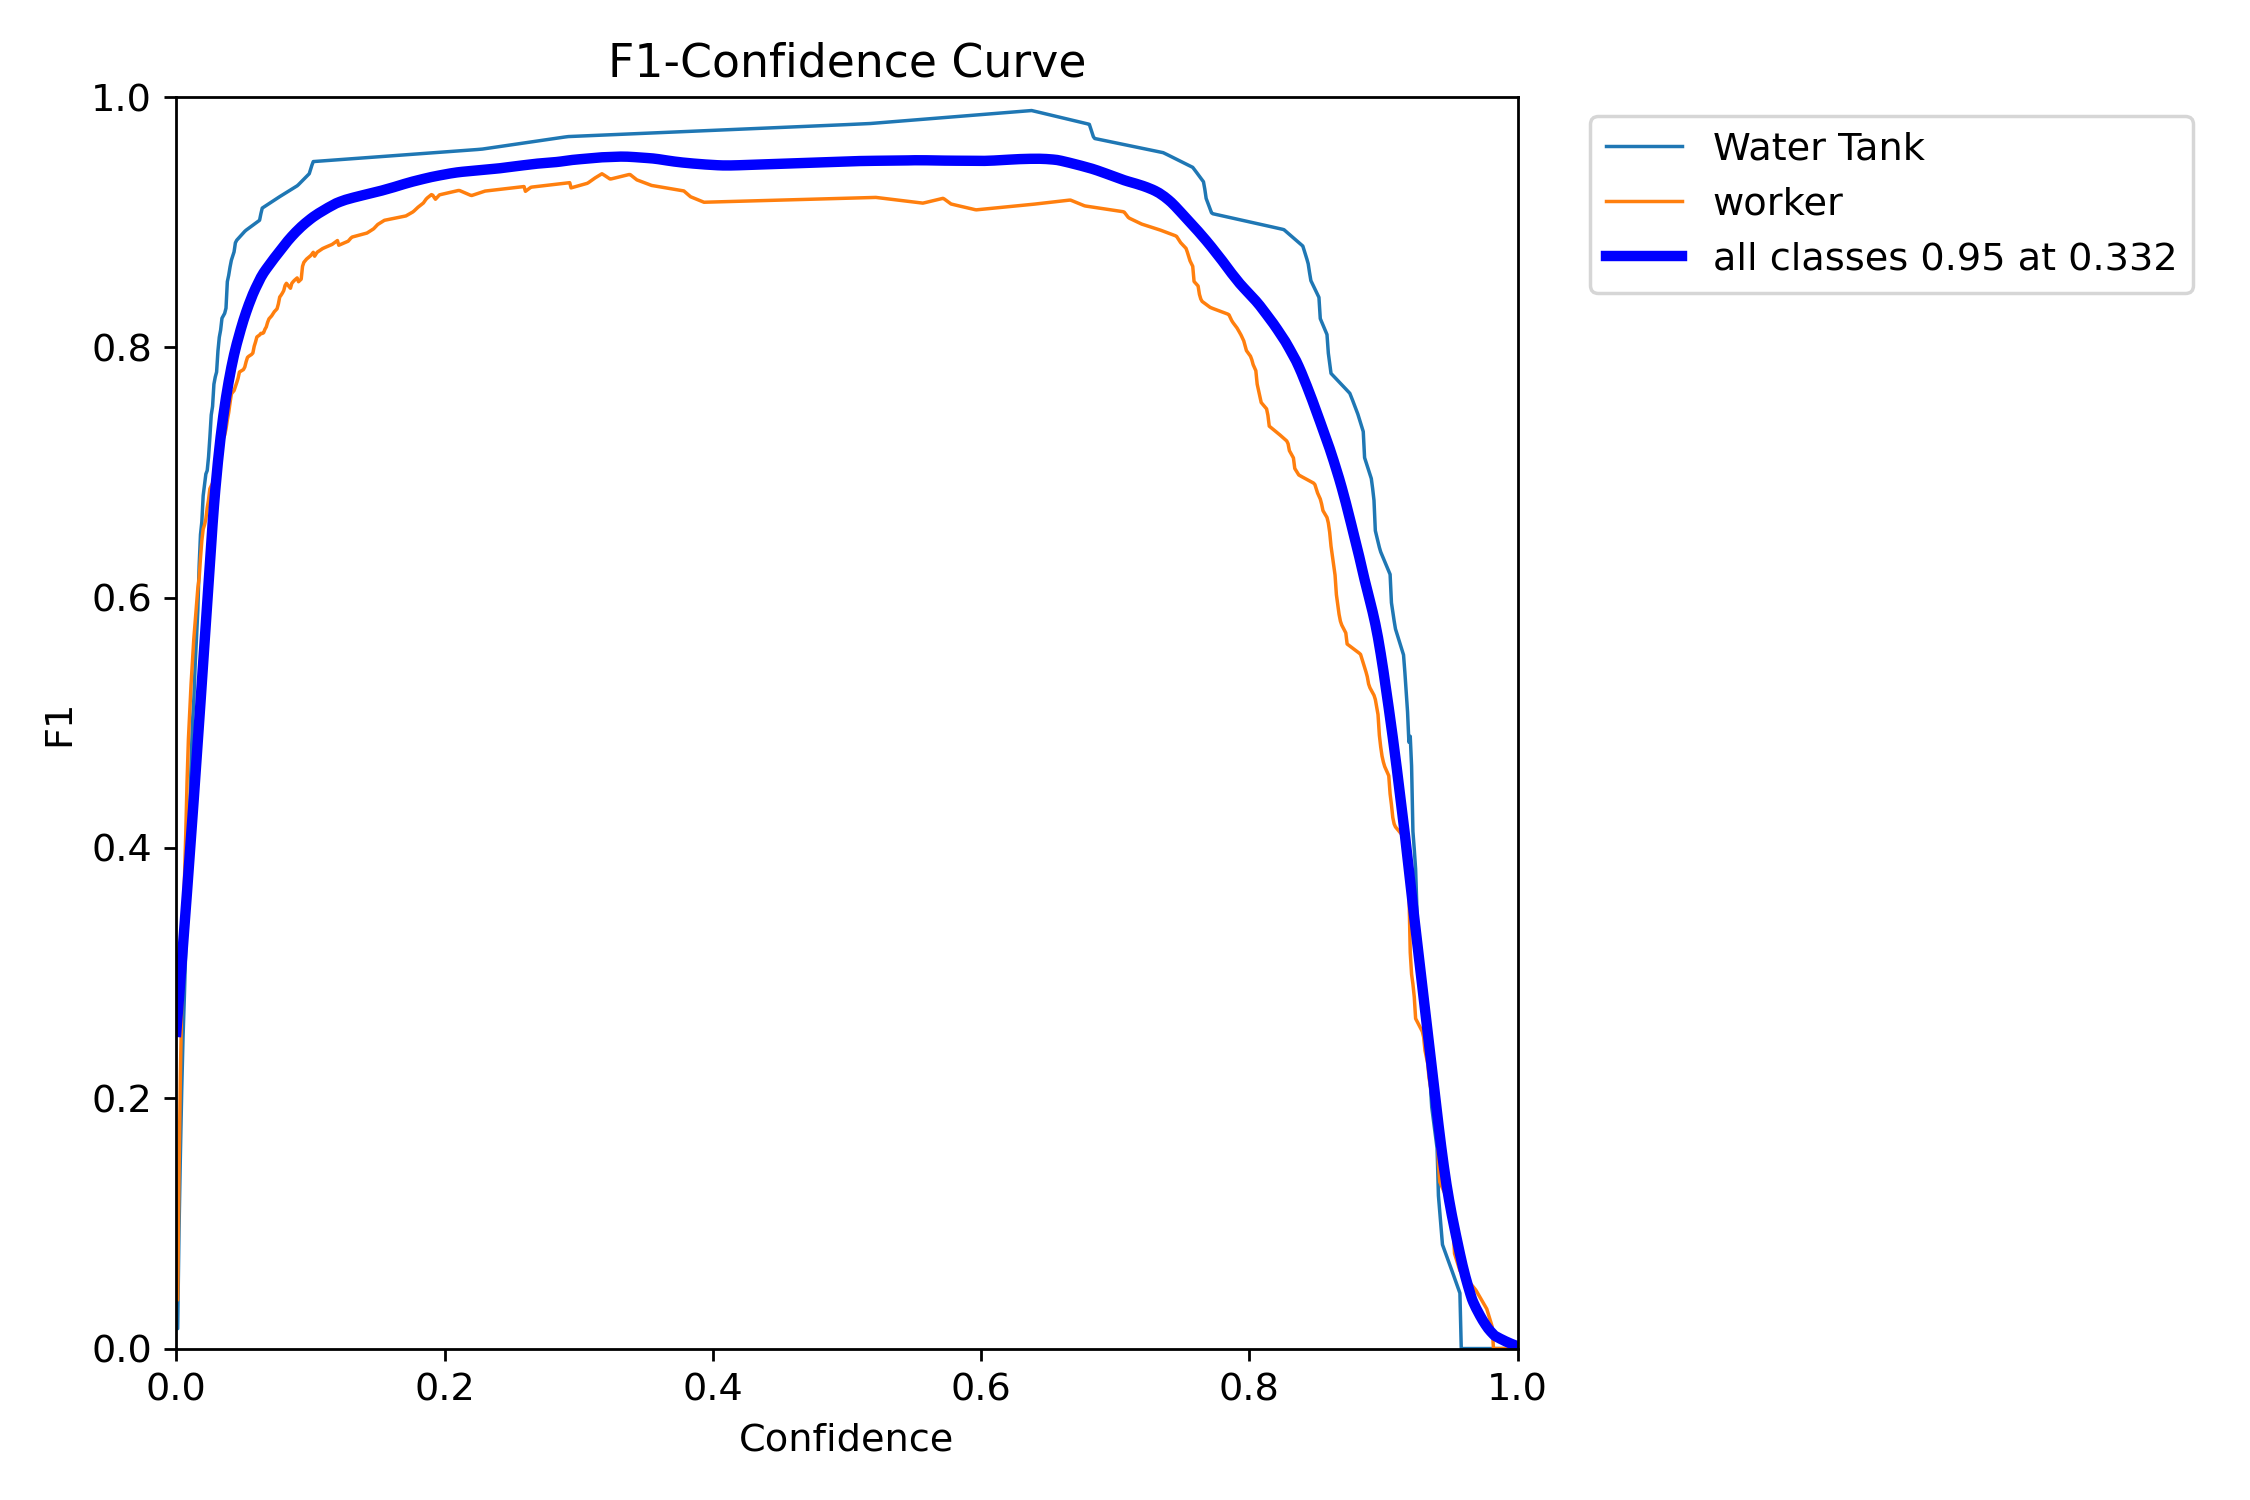 F1-Confidence Curve
1.0
0.8
0.6
0.4
0.2
0.0
F1
0.0 0.2 0.4 0.6 0.8 1.0
Confidence
Water Tank
worker
all classes 0.95 at 0.332